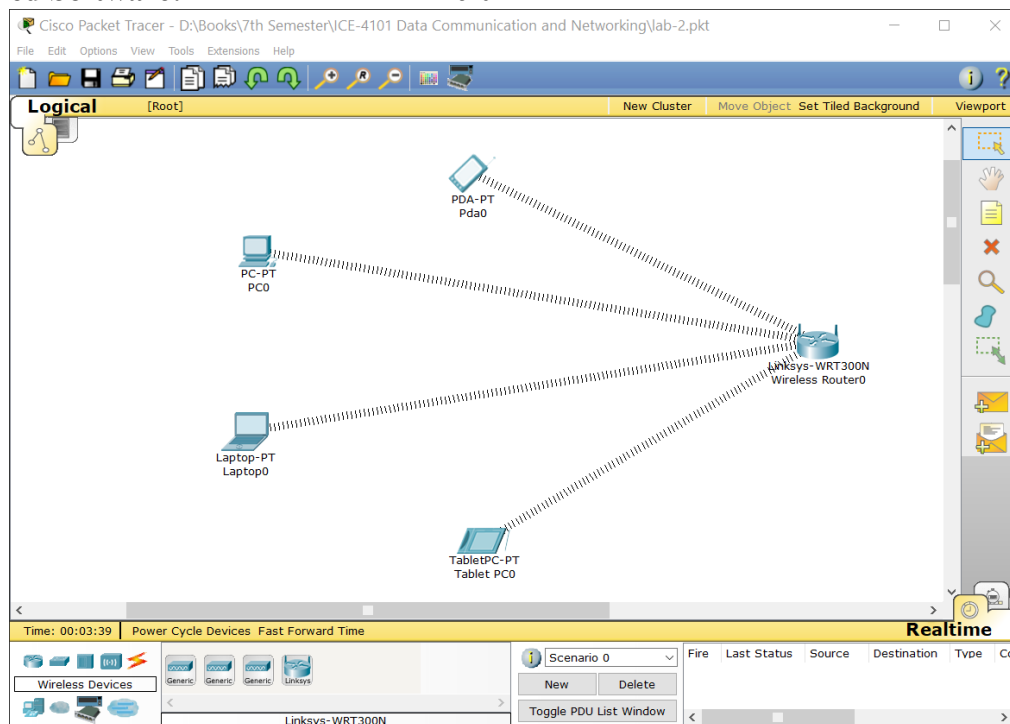 Cisco Packet Tracer - D:\Books\7th Semester\ICE-4101 Data Communication and Networking\lab-2.pkt
File Edit Options View Tools Extensions Help
Logical [Root] New Cluster Move Object Set Tiled Background Viewport
PDA-PT
Pda0
PC-PT
PC0
Linksys-WRT300N
Wireless Router0
Laptop-PT
Laptop0
TabletPC-PT
Tablet PC0
Time: 00:03:39 Power Cycle Devices Fast Forward Time Realtime
Scenario 0 Fire Last Status Source Destination Type Co
Generic Generic Generic Linksys
Wireless Devices
New Delete
Toggle PDU List Window
Linksys-WRT300N